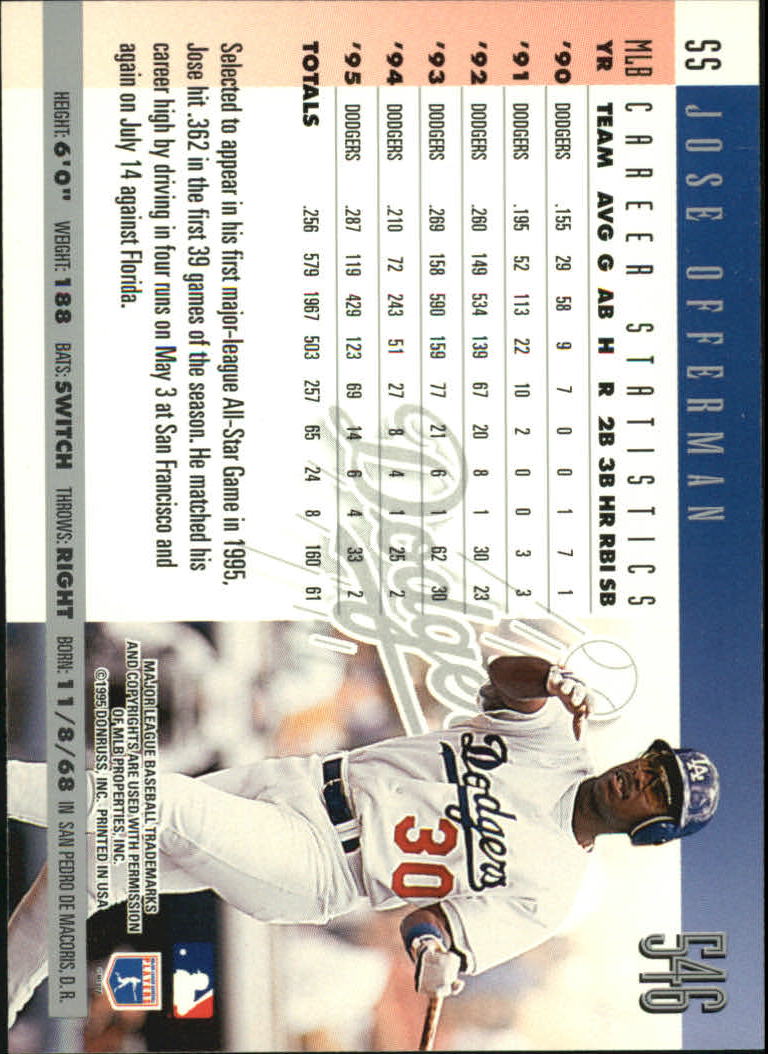 SS JOSE OFFERMAN
546
MLB CAREER STATISTICS
YR TEAM AVG G AB H R 2B 3B HR RBI SB
'90 DODGERS .155 29 58 9 7 0 0 1 7 1
'91 DODGERS .195 52 113 22 10 2 0 0 3 3
'92 DODGERS .260 149 534 139 67 20 8 1 30 23
'93 DODGERS .269 158 590 159 77 21 6 1 62 30
'94 DODGERS .210 72 243 51 27 8 4 1 25 2
'95 DODGERS .287 119 429 123 69 14 6 4 33 2
TOTALS .256 579 1967 503 257 65 24 8 160 61
Dodgers
Dodgers
30
LA
Selected to appear in his first major-league All-Star Game in 1995,
Jose hit .362 in the first 39 games of the season. He matched his
career high by driving in four runs on May 3 at San Francisco and
again on July 14 against Florida.
MAJOR LEAGUE BASEBALL TRADEMARKS
AND COPYRIGHTS ARE USED WITH PERMISSION
OF MLB PROPERTIES, INC.
©1995 DONRUSS, INC. PRINTED IN USA
PLAYERS
HEIGHT: 6'0" WEIGHT: 188 BATS: SWITCH THROWS: RIGHT BORN: 11/8/68 IN SAN PEDRO DE MACORIS, D.R.